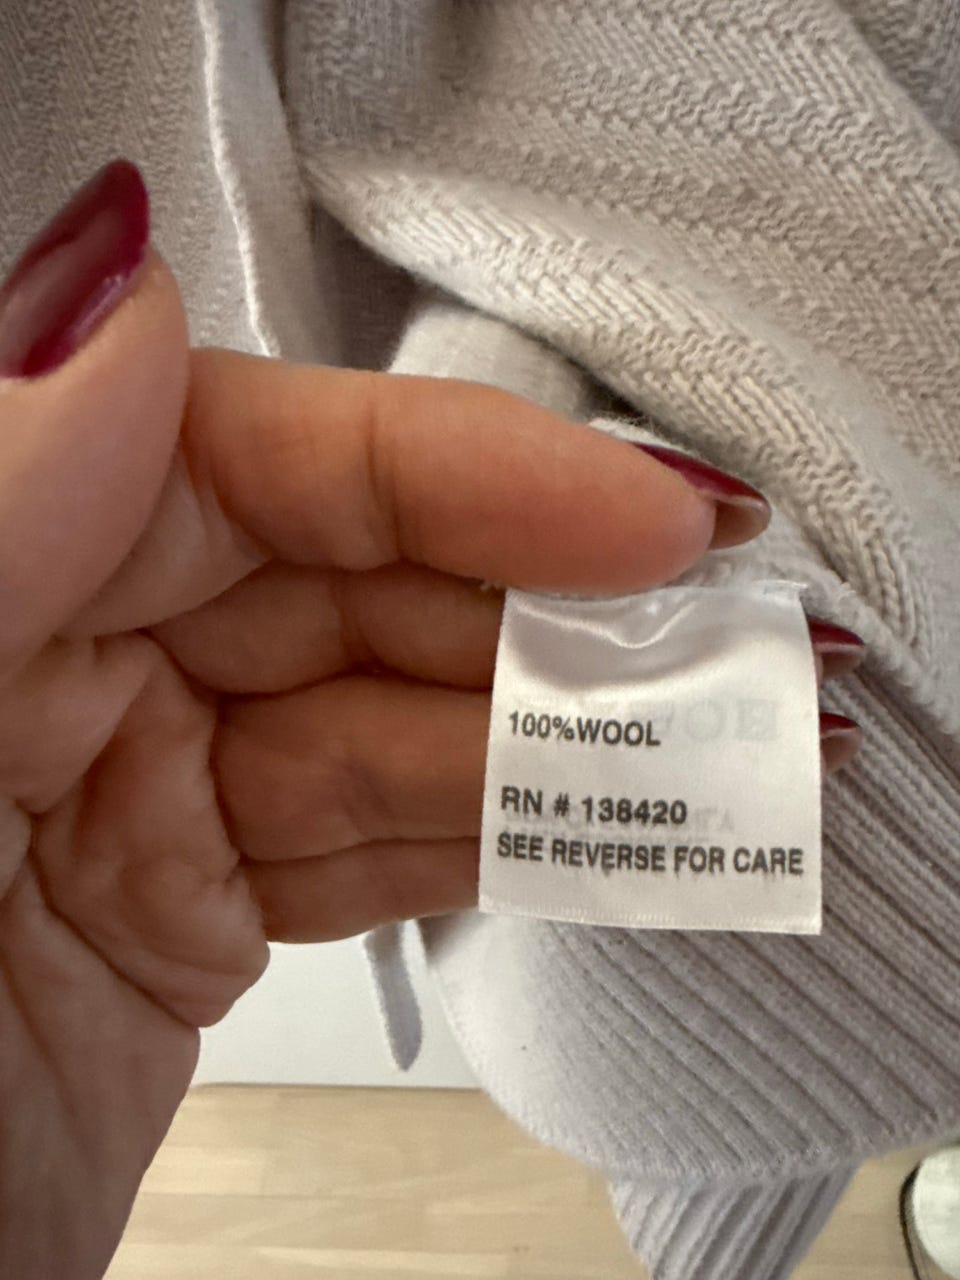 100%WOOL
RN # 138420
SEE REVERSE FOR CARE